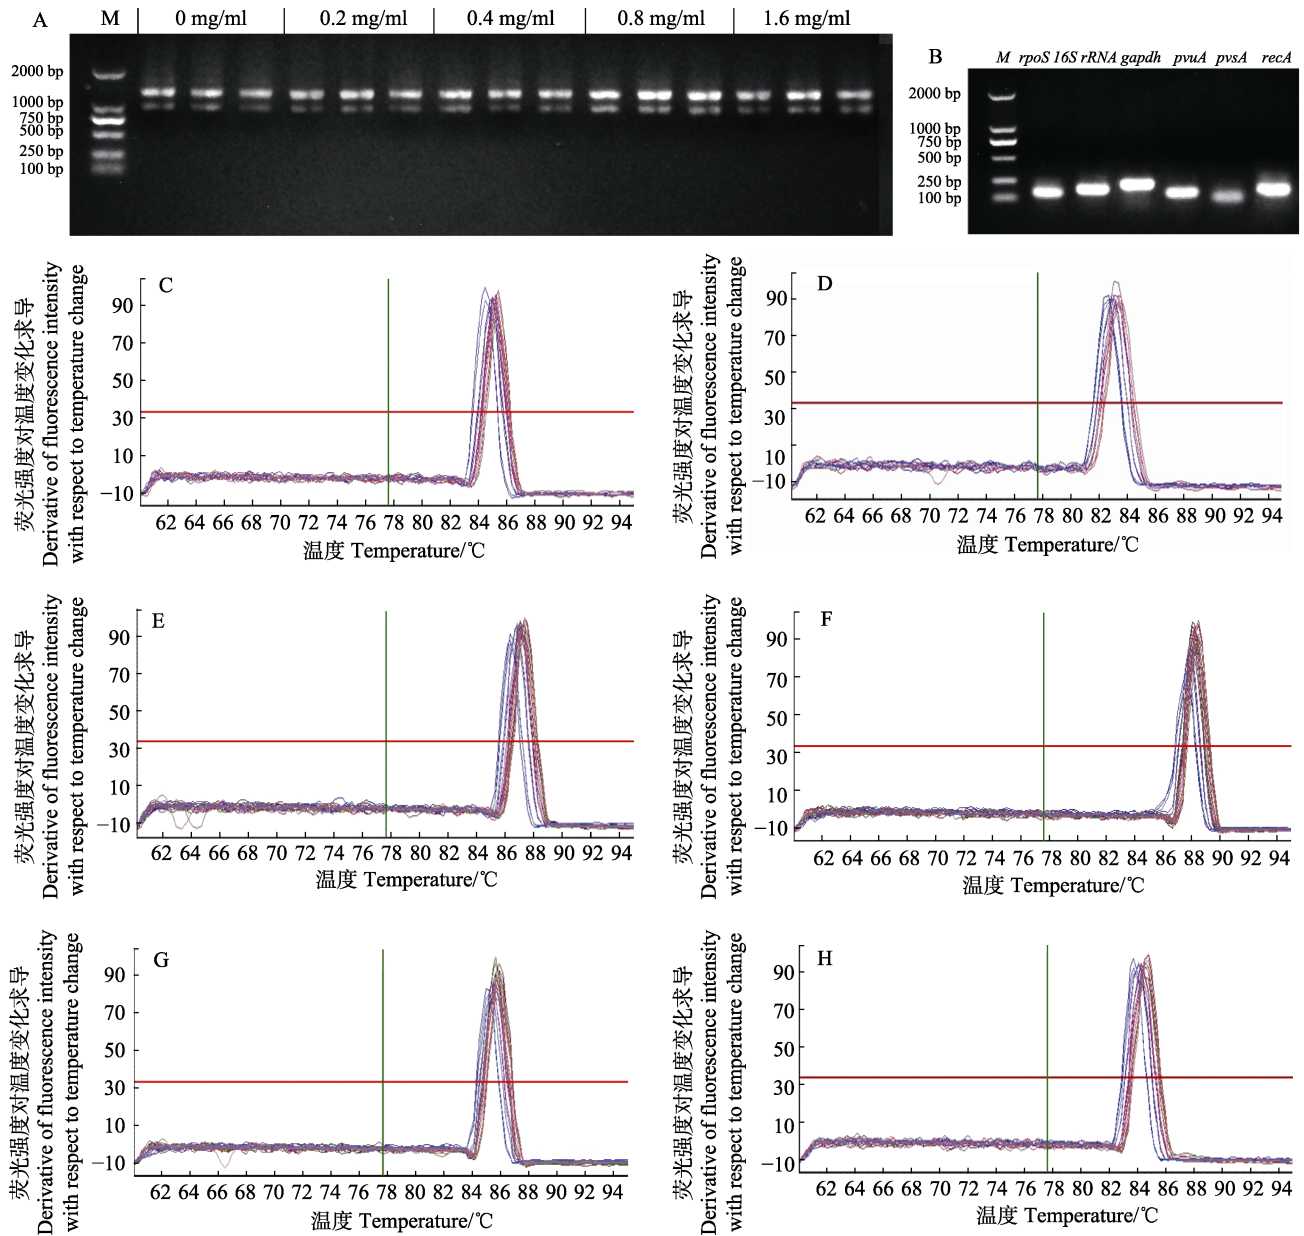 A
M
0 mg/ml
0.2 mg/ml
0.4 mg/ml
0.8 mg/ml
1.6 mg/ml
2000 bp
1000 bp
750 bp
500 bp
250 bp
100 bp
B
M rpoS 16S rRNA gapdh pvuA pvsA recA
2000 bp
1000 bp
750 bp
500 bp
250 bp
100 bp
C
荧光强度对温度变化求导
Derivative of fluorescence intensity
with respect to temperature change
90
70
50
30
10
−10
62 64 66 68 70 72 74 76 78 80 82 84 86 88 90 92 94
温度 Temperature/℃
D
荧光强度对温度变化求导
Derivative of fluorescence intensity
with respect to temperature change
90
70
50
30
10
−10
62 64 66 68 70 72 74 76 78 80 82 84 86 88 90 92 94
温度 Temperature/℃
E
荧光强度对温度变化求导
Derivative of fluorescence intensity
with respect to temperature change
90
70
50
30
10
−10
62 64 66 68 70 72 74 76 78 80 82 84 86 88 90 92 94
温度 Temperature/℃
F
荧光强度对温度变化求导
Derivative of fluorescence intensity
with respect to temperature change
90
70
50
30
10
−10
62 64 66 68 70 72 74 76 78 80 82 84 86 88 90 92 94
温度 Temperature/℃
G
荧光强度对温度变化求导
Derivative of fluorescence intensity
with respect to temperature change
90
70
50
30
10
−10
62 64 66 68 70 72 74 76 78 80 82 84 86 88 90 92 94
温度 Temperature/℃
H
荧光强度对温度变化求导
Derivative of fluorescence intensity
with respect to temperature change
90
70
50
30
10
−10
62 64 66 68 70 72 74 76 78 80 82 84 86 88 90 92 94
温度 Temperature/℃